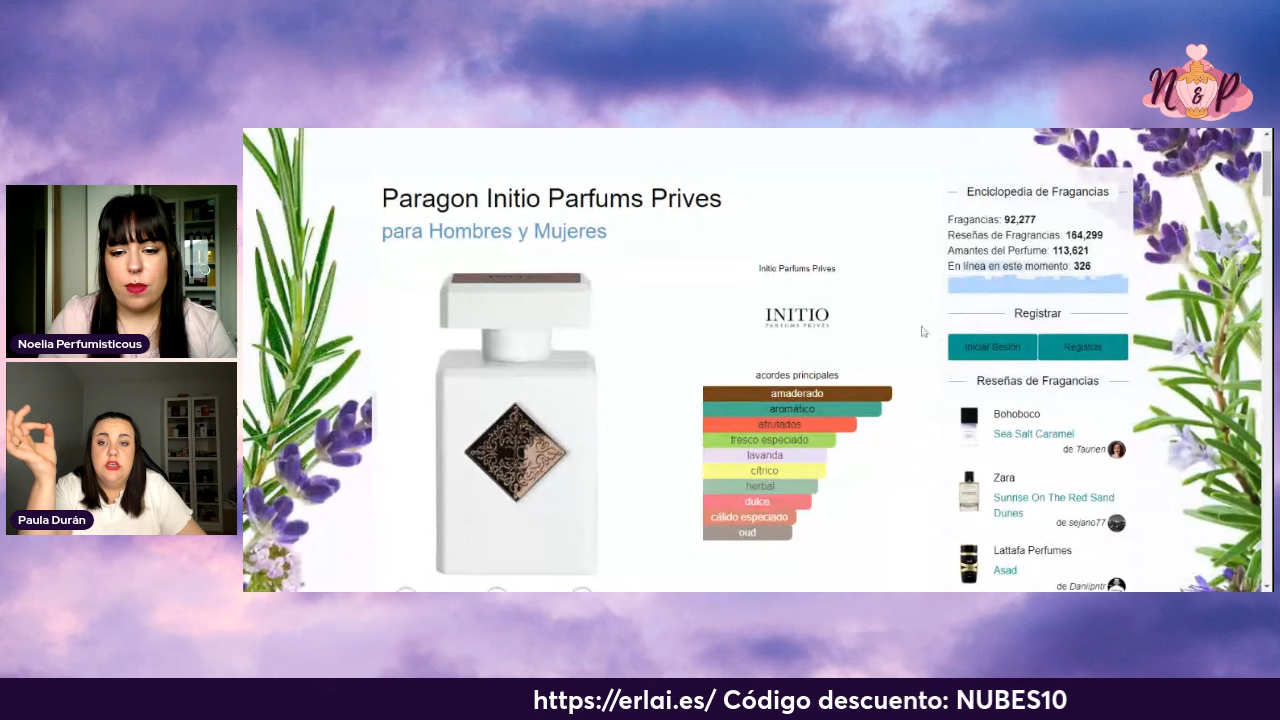 N & P
Noelia Perfumisticous
Paula Durán
Paragon Initio Parfums Prives
para Hombres y Mujeres
Initio Parfums Prives
INITIO
PARFUMS PRIVÉS
acordes principales
amaderado
aromático
afrutados
fresco especiado
lavanda
cítrico
herbal
dulce
cálido especiado
oud
Enciclopedia de Fragancias
Fragancias: 92,277
Reseñas de Fragrancias: 164,299
Amantes del Perfume: 113,621
En línea en este momento: 326
Registrar
Iniciar Sesión
Registrar
Reseñas de Fragancias
Bohoboco
Sea Salt Caramel
de Taurien
Zara
Sunrise On The Red Sand
Dunes
de sejano77
Lattafa Perfumes
Asad
de Danijpntr
https://erlai.es/ Código descuento: NUBES10